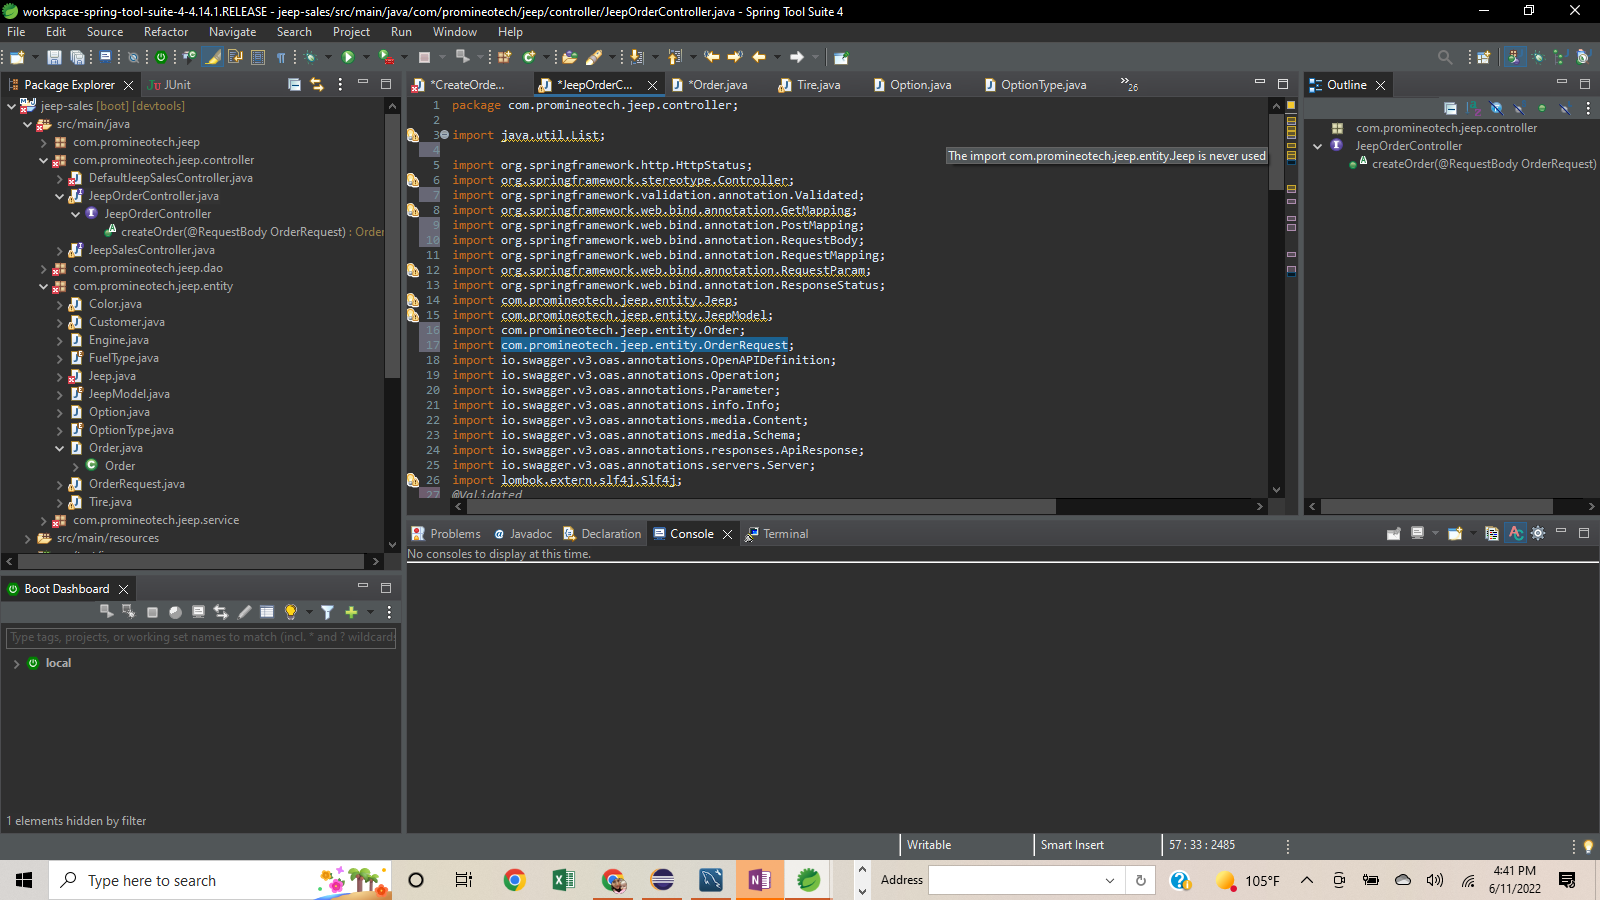 workspace-spring-tool-suite-4-4.14.1.RELEASE - jeep-sales/src/main/java/com/promineotech/jeep/controller/JeepOrderController.java - Spring Tool Suite 4
File Edit Source Refactor Navigate Search Project Run Window Help
Package Explorer
JUnit
jeep-sales [boot] [devtools]
src/main/java
com.promineotech.jeep
com.promineotech.jeep.controller
DefaultJeepSalesController.java
JeepOrderController.java
JeepOrderController
createOrder(@RequestBody OrderRequest) : Order
JeepSalesController.java
com.promineotech.jeep.dao
com.promineotech.jeep.entity
Color.java
Customer.java
Engine.java
FuelType.java
Jeep.java
JeepModel.java
Option.java
OptionType.java
Order.java
Order
OrderRequest.java
Tire.java
com.promineotech.jeep.service
src/main/resources
*CreateOrde... *JeepOrderC... *Order.java Tire.java Option.java OptionType.java »26
1 package com.promineotech.jeep.controller;
2
3 import java.util.List;
4
The import com.promineotech.jeep.entity.Jeep is never used
5 import org.springframework.http.HttpStatus;
6 import org.springframework.stereotype.Controller;
7 import org.springframework.validation.annotation.Validated;
8 import org.springframework.web.bind.annotation.GetMapping;
9 import org.springframework.web.bind.annotation.PostMapping;
10 import org.springframework.web.bind.annotation.RequestBody;
11 import org.springframework.web.bind.annotation.RequestMapping;
12 import org.springframework.web.bind.annotation.RequestParam;
13 import org.springframework.web.bind.annotation.ResponseStatus;
14 import com.promineotech.jeep.entity.Jeep;
15 import com.promineotech.jeep.entity.JeepModel;
16 import com.promineotech.jeep.entity.Order;
17 import com.promineotech.jeep.entity.OrderRequest;
18 import io.swagger.v3.oas.annotations.OpenAPIDefinition;
19 import io.swagger.v3.oas.annotations.Operation;
20 import io.swagger.v3.oas.annotations.Parameter;
21 import io.swagger.v3.oas.annotations.info.Info;
22 import io.swagger.v3.oas.annotations.media.Content;
23 import io.swagger.v3.oas.annotations.media.Schema;
24 import io.swagger.v3.oas.annotations.responses.ApiResponse;
25 import io.swagger.v3.oas.annotations.servers.Server;
26 import lombok.extern.slf4j.Slf4j;
27 @Validated
Outline
com.promineotech.jeep.controller
JeepOrderController
createOrder(@RequestBody OrderRequest)
Problems Javadoc Declaration Console Terminal
No consoles to display at this time.
Boot Dashboard
Type tags, projects, or working set names to match (incl. * and ? wildcards
local
1 elements hidden by filter
Writable Smart Insert 57 : 33 : 2485
Type here to search
Address
105°F
4:41 PM
6/11/2022